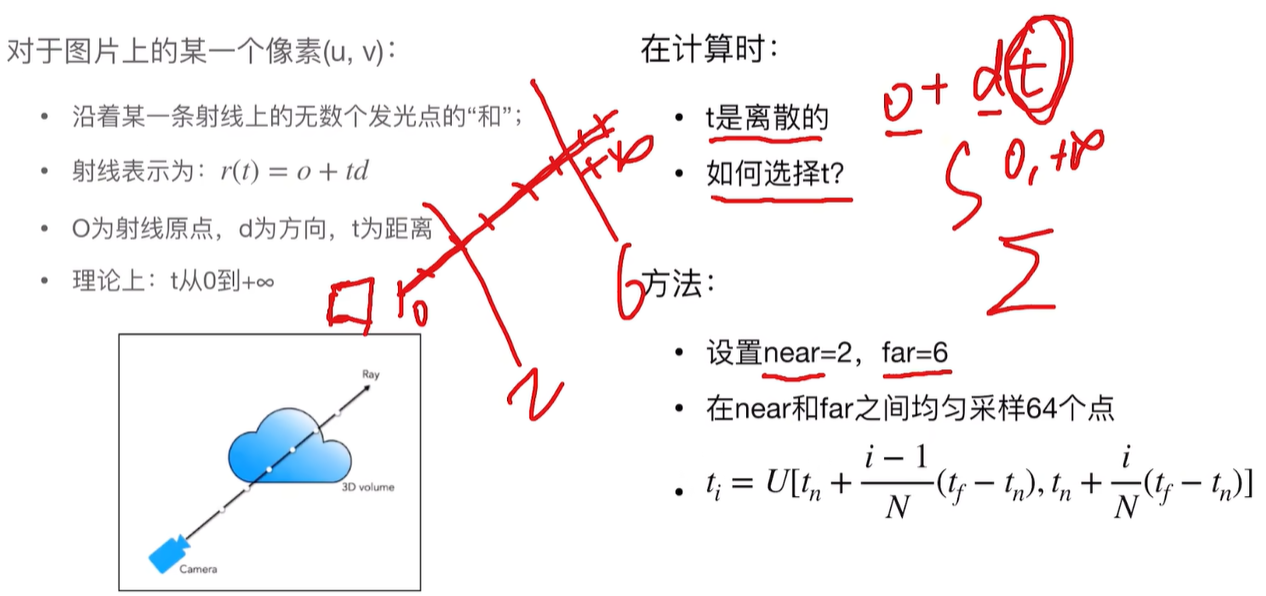 对于图片上的某一个像素(u, v)：
• 沿着某一条射线上的无数个发光点的“和”；
• 射线表示为：r(t) = o + td
• O为射线原点，d为方向，t为距离
• 理论上：t从0到+∞
Ray
3D volume
Camera
0
2
6
+∞
在计算时：
• t是离散的
• 如何选择t?
o + dt
∫ 0, +∞
Σ
方法：
• 设置near=2，far=6
• 在near和far之间均匀采样64个点
• t_i = U[t_n + \frac{i − 1}{N}(t_f − t_n), t_n + \frac{i}{N}(t_f − t_n)]